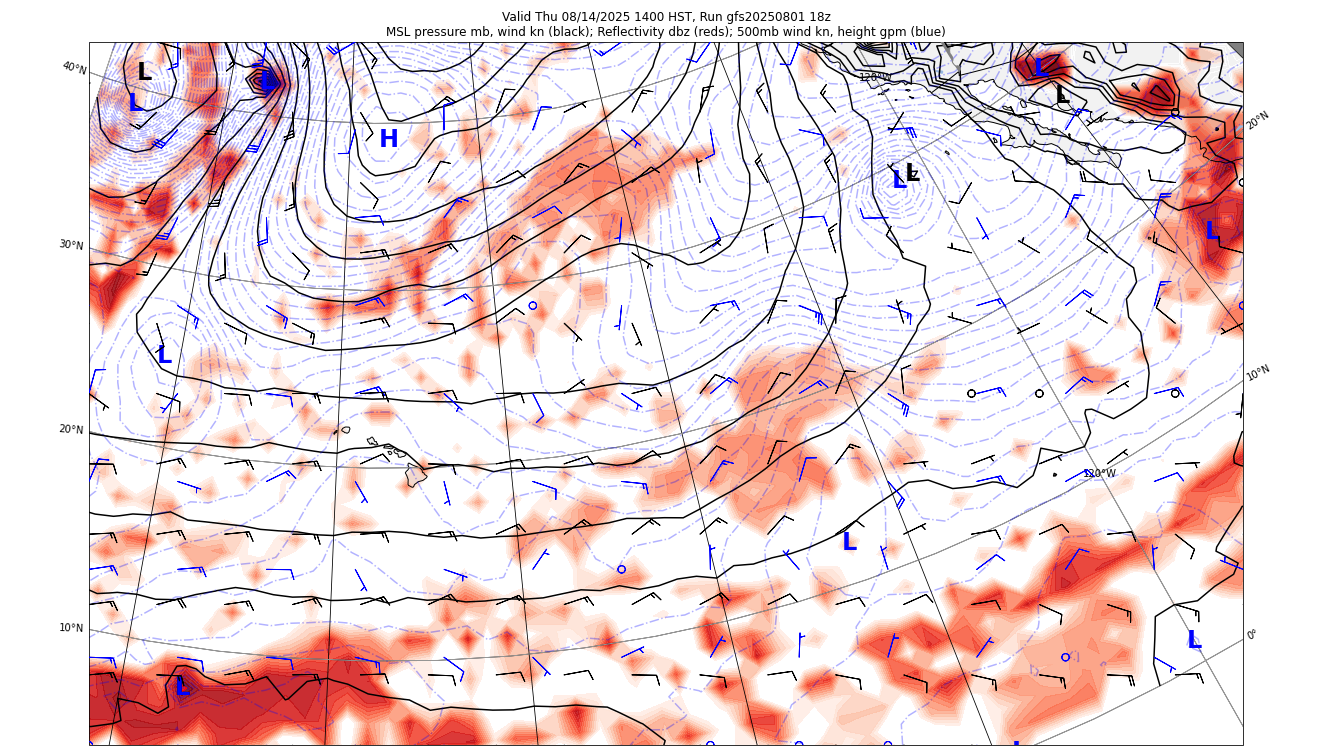 Valid Thu 08/14/2025 1400 HST, Run gfs20250801 18z
MSL pressure mb, wind kn (black); Reflectivity dbz (reds); 500mb wind kn, height gpm (blue)
40°N
L
L
L
H
128°W
L
L
20°N
L
L
30°N
L
L
10°N
20°N
120°W
L
10°N
0°
L
L
L